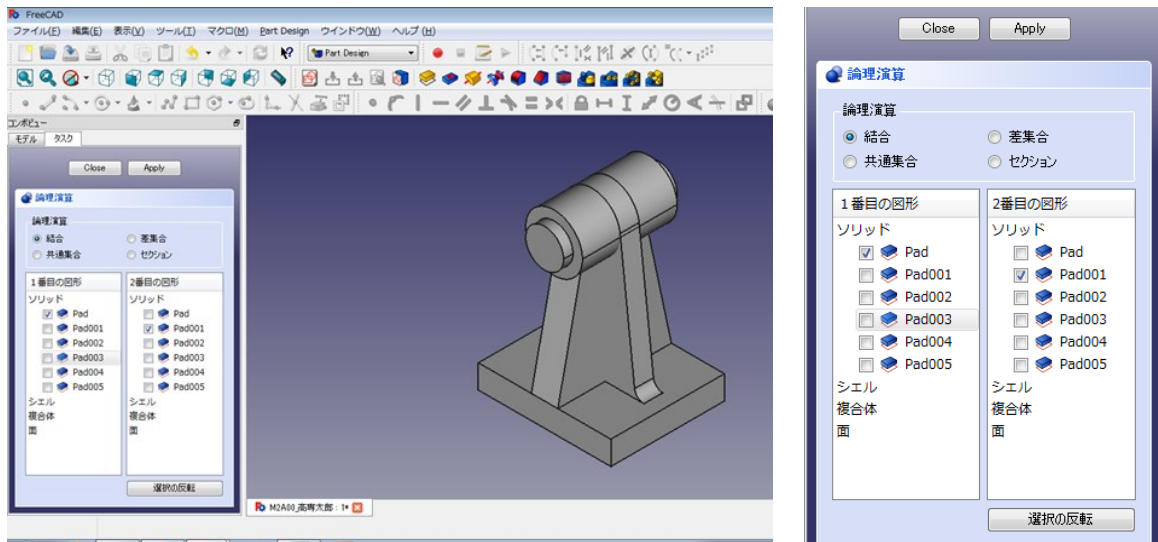 FreeCAD
ファイル(F) 編集(E) 表示(V) ツール(T) マクロ(M) Part Design ウインドウ(W) ヘルプ(H)
Part Design
コンボビュー
モデル タスク
Close Apply
論理演算
論理演算
結合 差集合
共通集合 セクション
1番目の図形 2番目の図形
ソリッド ソリッド
Pad Pad
Pad001 Pad001
Pad002 Pad002
Pad003 Pad003
Pad004 Pad004
Pad005 Pad005
シェル シェル
複合体 複合体
面 面
選択の反転
M2A00_高専太郎 : 1*
Close Apply
論理演算
論理演算
結合 差集合
共通集合 セクション
1番目の図形 2番目の図形
ソリッド ソリッド
Pad Pad
Pad001 Pad001
Pad002 Pad002
Pad003 Pad003
Pad004 Pad004
Pad005 Pad005
シェル シェル
複合体 複合体
面 面
選択の反転